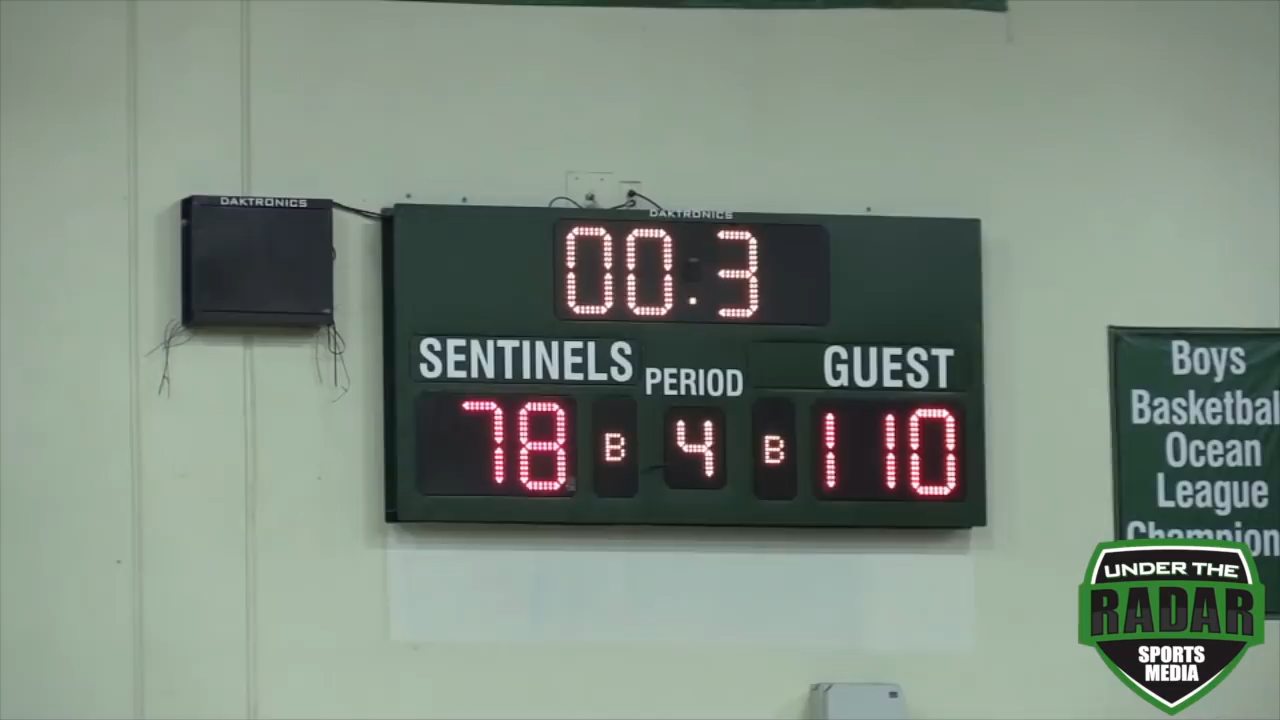 DAKTRONICS
DAKTRONICS
00.3
SENTINELS
PERIOD
GUEST
78
B
4
B
110
Boys
Basketbal
Ocean
League
Champion
UNDER THE
RADAR
SPORTS
MEDIA